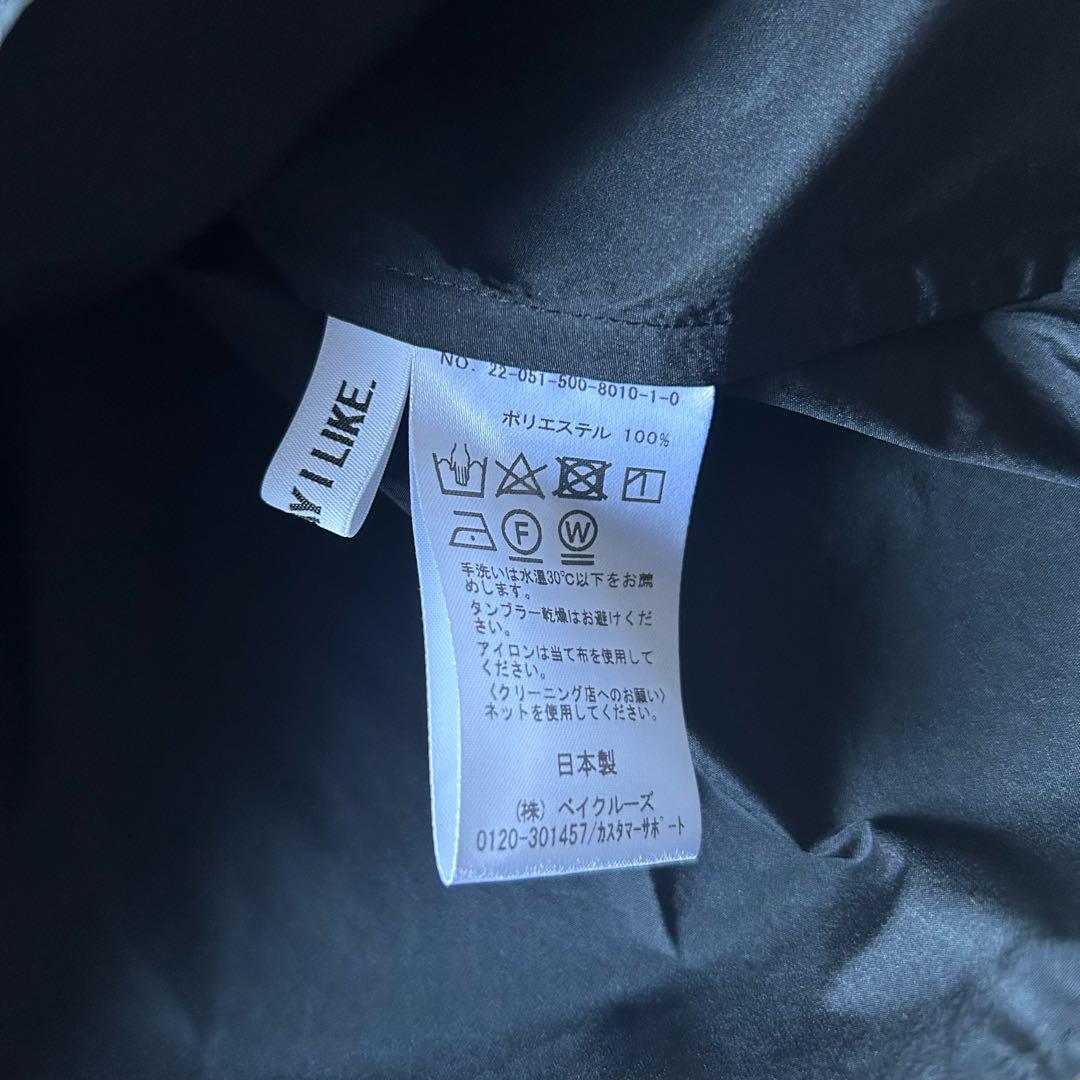 Y I LIKE.
NO. 22-051-500-8010-1-0
ポリエステル 100%
F W
手洗いは水温30℃以下をお薦
めします。
タンブラー乾燥はお避けくだ
さい。
アイロンは当て布を使用して
ください。
〈クリーニング店へのお願い〉
ネットを使用してください。
日本製
(株) ベイクルーズ
0120-301457/カスタマーサポート